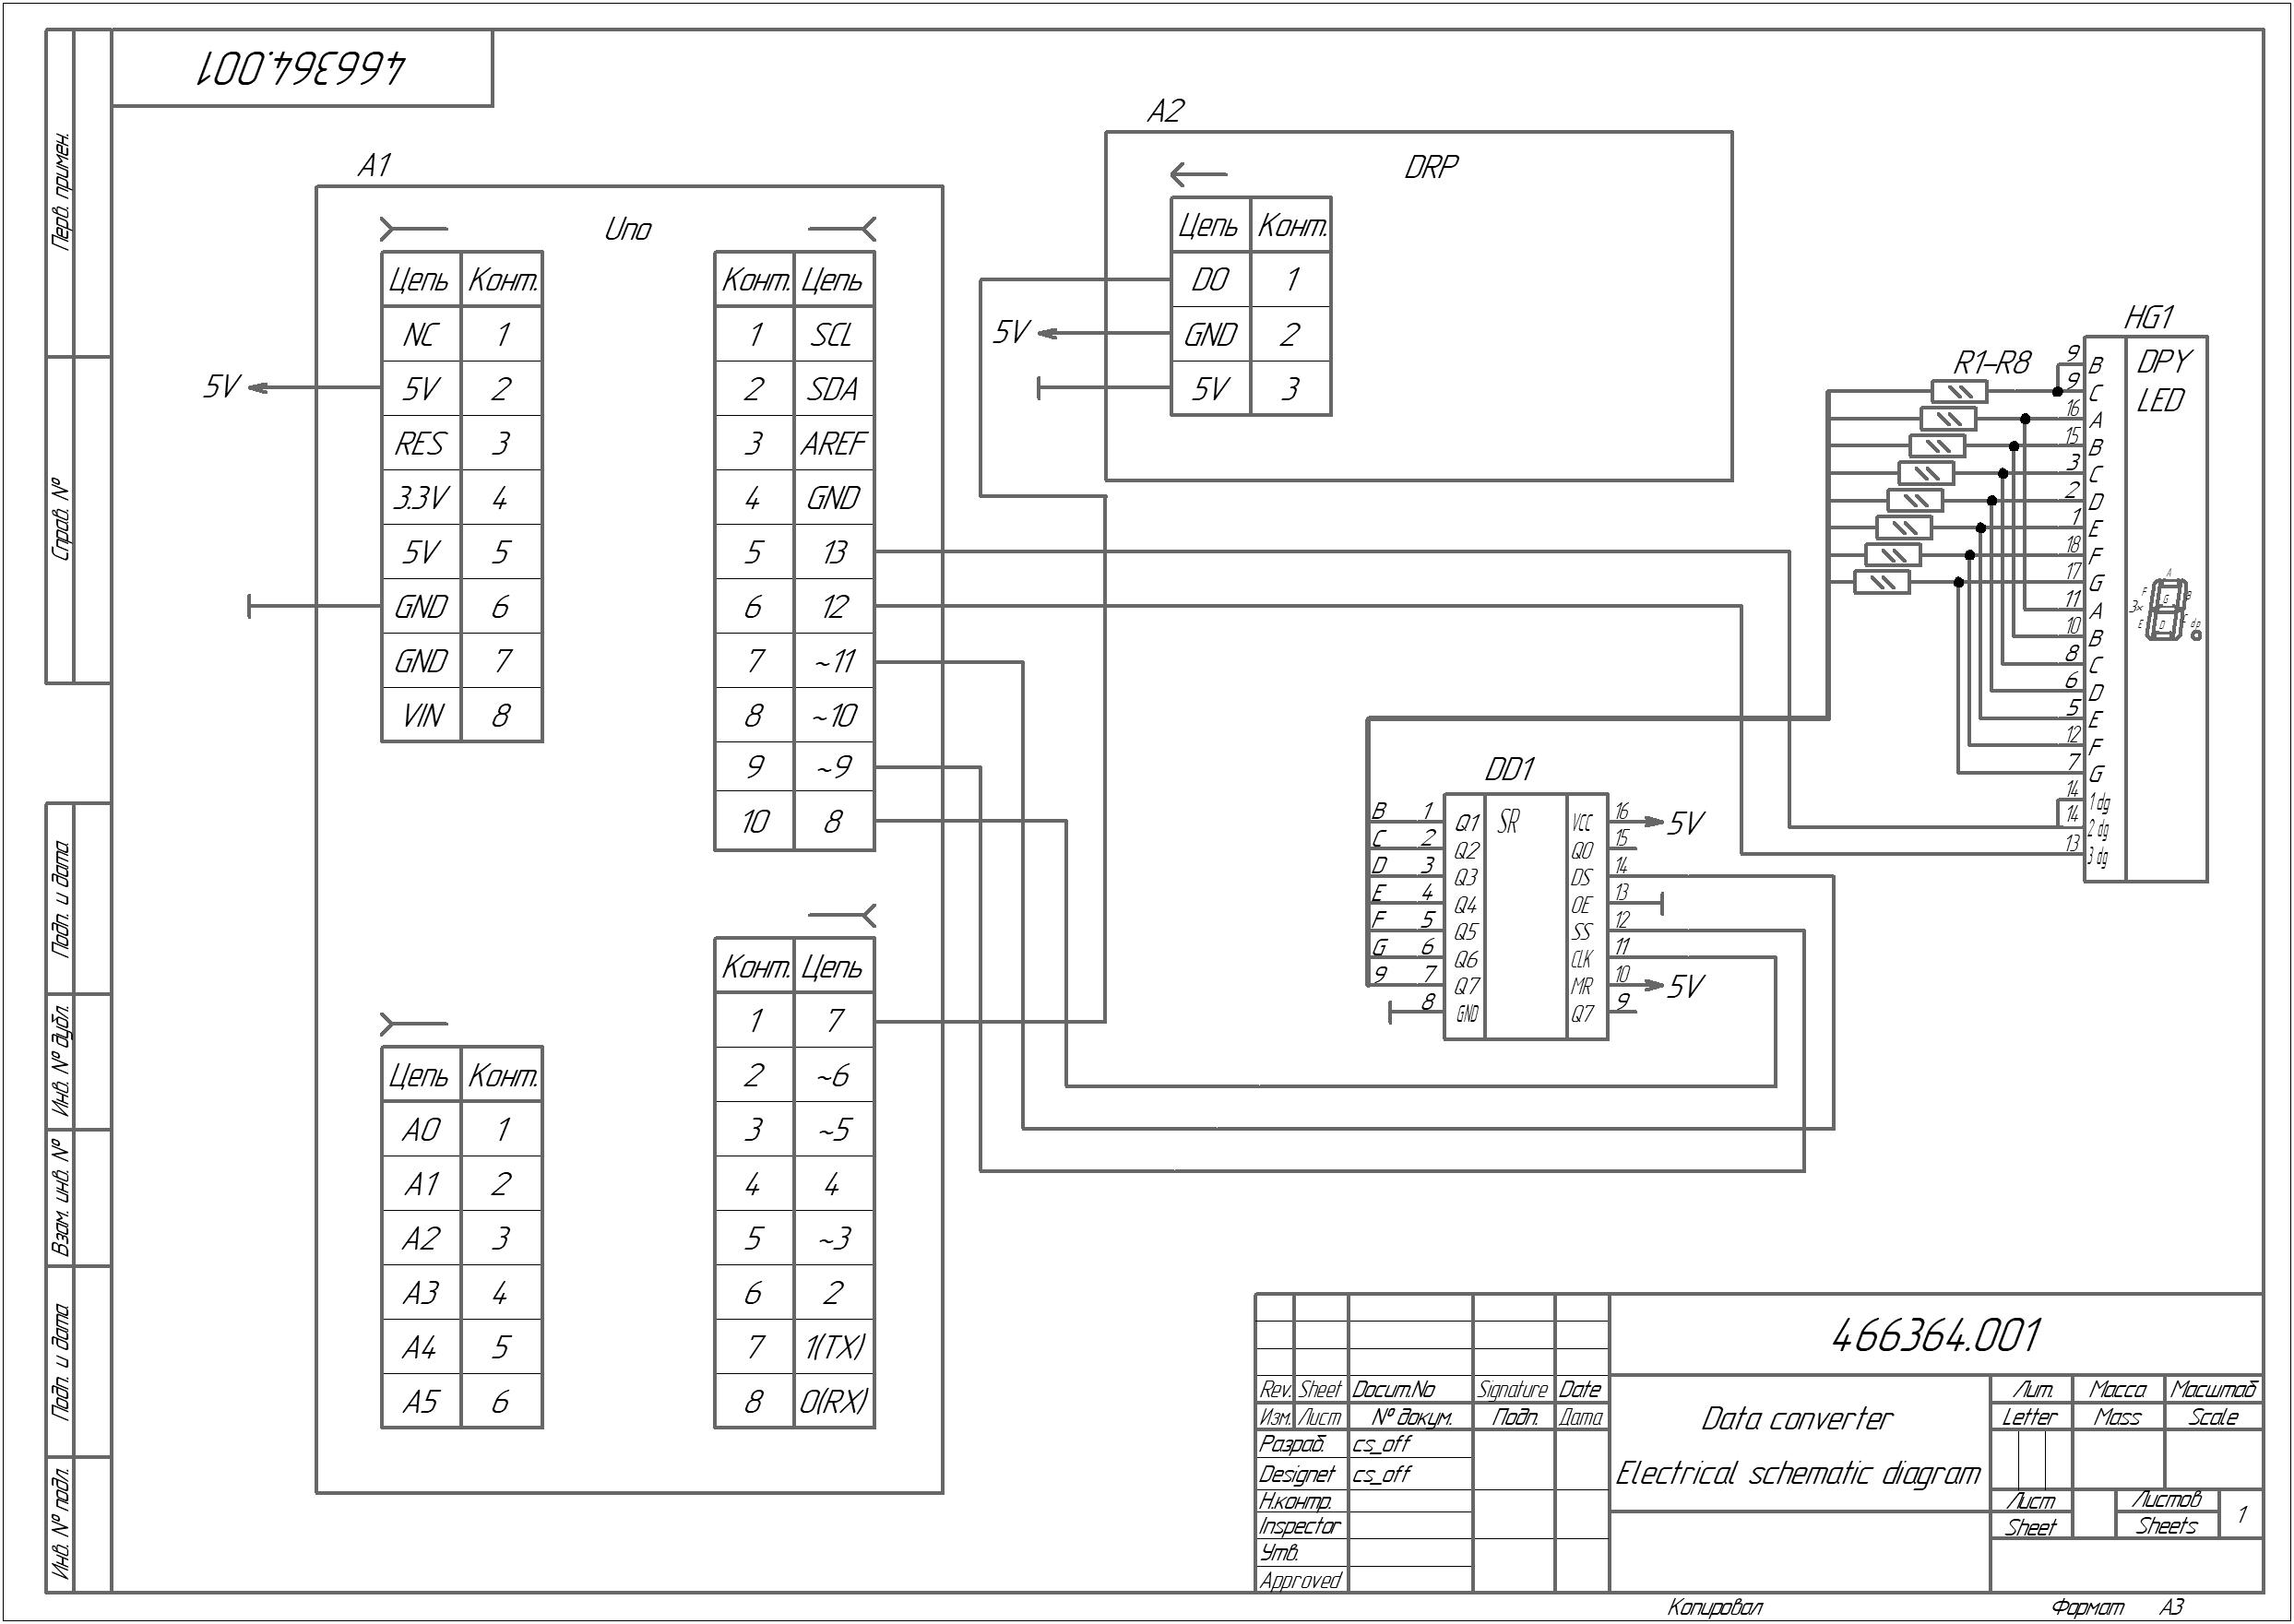 466364.001
Перв. примен.
Справ. №
Подп. и дата
Инв. № дубл.
Взам. инв. №
Подп. и дата
Инв. № подл.
A1
Uno
Цепь Конт.
NC 1
5V 2
RES 3
3.3V 4
5V 5
GND 6
GND 7
VIN 8
5V
Конт. Цепь
1 SCL
2 SDA
3 AREF
4 GND
5 13
6 12
7 ~11
8 ~10
9 ~9
10 8
Цепь Конт.
A0 1
A1 2
A2 3
A3 4
A4 5
A5 6
Конт. Цепь
1 7
2 ~6
3 ~5
4 4
5 ~3
6 2
7 1(TX)
8 0(RX)
A2
DRP
Цепь Конт.
DO 1
GND 2
5V 3
5V
R1-R8
HG1
DPY
LED
9 B
9 C
16 A
15 B
3 C
2 D
1 E
18 F
17 G
11 A
10 B
8 C
6 D
5 E
12 F
7 G
14 1 dg
14 2 dg
13 3 dg
A
F B
G
3x
E D C dp
DD1
SR
B 1 Q1
C 2 Q2
D 3 Q3
E 4 Q4
F 5 Q5
G 6 Q6
9 7 Q7
8 GND
VCC 16 5V
Q0 15
DS 14
OE 13
SS 12
CLK 11
MR 10 5V
Q7 9
466364.001
Rev. Sheet Docum.No Signature Date
Изм. Лист № докум. Подп. Дата
Разраб. cs_off
Designet cs_off
Н.контр.
Inspector
Утв.
Approved
Data converter
Electrical schematic diagram
Лит. Масса Масштаб
Letter Mass Scale
Лист Листов
Sheet Sheets 1
Копировал
Формат A3